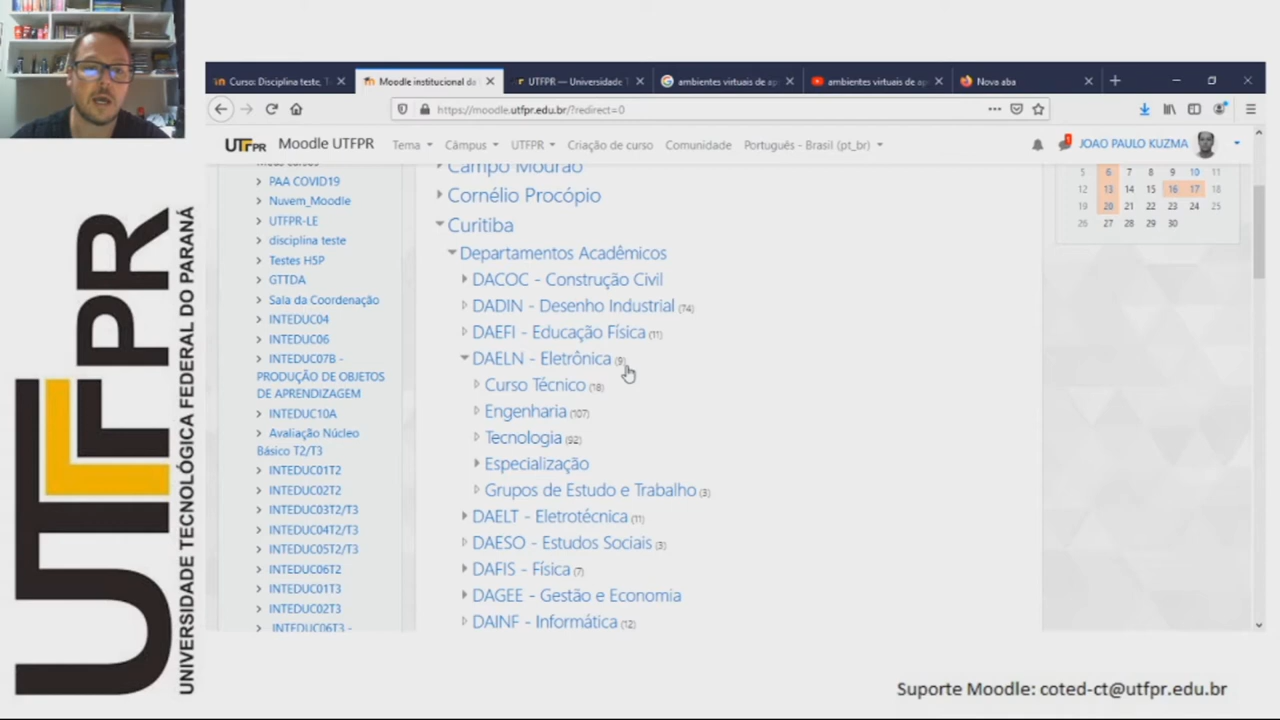 Curso: Disciplina teste, T
Moodle institucional da
UTFPR — Universidade T
ambientes virtuais de ap
ambientes virtuais de ap
Nova aba
https://moodle.utfpr.edu.br/?redirect=0
UTFPR Moodle UTFPR
Tema
Câmpus
UTFPR
Criação de curso
Comunidade
Português - Brasil (pt_br)
JOAO PAULO KUZMA
PAA COVID19
Nuvem_Moodle
UTFPR-LE
disciplina teste
Testes H5P
GTTDA
Sala da Coordenação
INTEDUC04
INTEDUC06
INTEDUC07B -
PRODUÇÃO DE OBJETOS
DE APRENDIZAGEM
INTEDUC10A
Avaliação Núcleo
Básico T2/T3
INTEDUC01T2
INTEDUC02T2
INTEDUC03T2/T3
INTEDUC04T2/T3
INTEDUC05T2/T3
INTEDUC06T2
INTEDUC01T3
INTEDUC02T3
INTEDUC06T3 -
Campo Mourão
Cornélio Procópio
Curitiba
Departamentos Acadêmicos
DACOC - Construção Civil
DADIN - Desenho Industrial (74)
DAEFI - Educação Física (11)
DAELN - Eletrônica (9)
Curso Técnico (18)
Engenharia (107)
Tecnologia (92)
Especialização
Grupos de Estudo e Trabalho (3)
DAELT - Eletrotécnica (11)
DAESO - Estudos Sociais (3)
DAFIS - Física (7)
DAGEE - Gestão e Economia
DAINF - Informática (12)
5 6 7 8 9 10 11
12 13 14 15 16 17 18
19 20 21 22 23 24 25
26 27 28 29 30
UTFPR
UNIVERSIDADE TECNOLÓGICA FEDERAL DO PARANÁ
Suporte Moodle: coted-ct@utfpr.edu.br